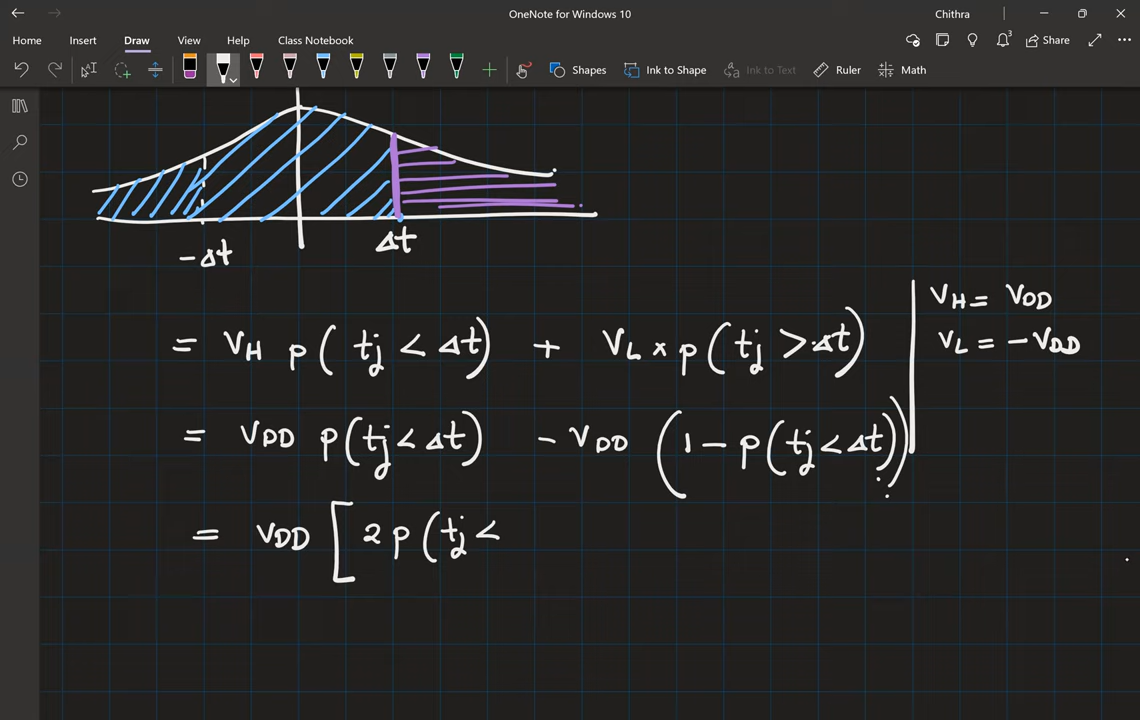 OneNote for Windows 10
Chithra
Home Insert Draw View Help Class Notebook
3 Share
Shapes Ink to Shape Ink to Text Ruler Math
-Δt Δt
= VH p( tj < Δt) + VL × p( tj > Δt)
VH = VDD
VL = -VDD
= VDD p(tj < Δt) - VDD (1 - p(tj < Δt))
= VDD [ 2 p (tj <